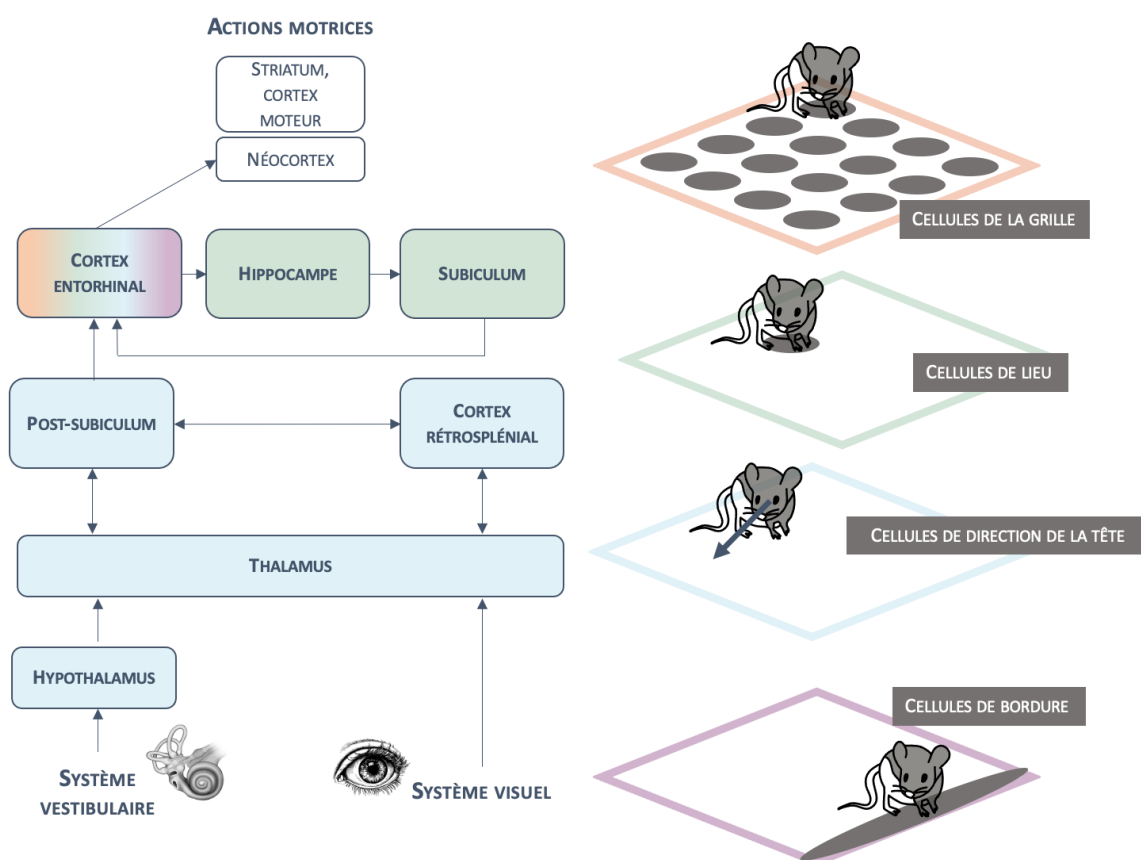 Actions motrices
Striatum,
cortex
moteur
Néocortex
Cortex
entorhinal
Hippocampe
Subiculum
Post-subiculum
Cortex
rétrosplénial
Thalamus
Hypothalamus
Système
vestibulaire
Système visuel
Cellules de la grille
Cellules de lieu
Cellules de direction de la tête
Cellules de bordure